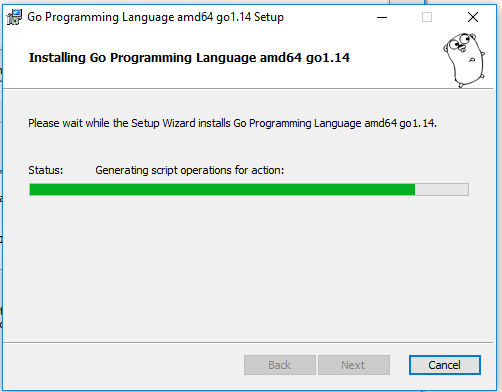 Go Programming Language amd64 go1.14 Setup
Installing Go Programming Language amd64 go1.14
Please wait while the Setup Wizard installs Go Programming Language amd64 go1.14.
Status: Generating script operations for action:
Back Next Cancel